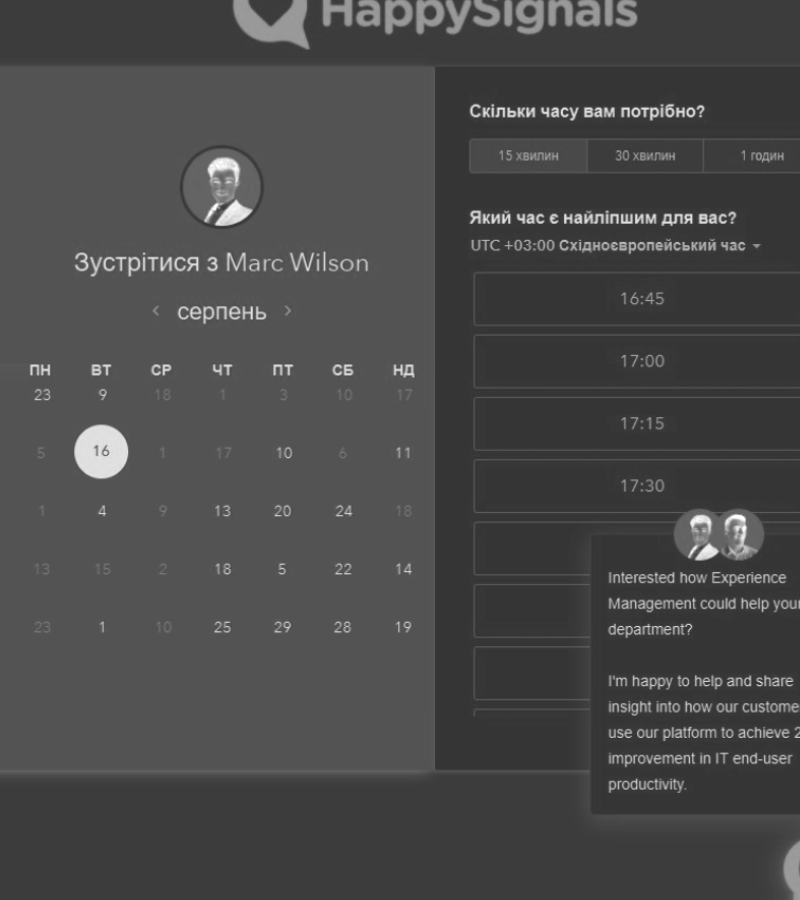 HappySignals
Зустрітися з Marc Wilson
‹ серпень ›
ПН ВТ СР ЧТ ПТ СБ НД
23 9 18 1 3 10 17
5 16 1 17 10 6 11
1 4 9 13 20 24 18
13 15 2 18 5 22 14
23 1 10 25 29 28 19
Скільки часу вам потрібно?
15 хвилин 30 хвилин 1 годин
Який час є найліпшим для вас?
UTC +03:00 Східноєвропейський час
16:45
17:00
17:15
17:30
Interested how Experience
Management could help your
department?
I'm happy to help and share
insight into how our custome
use our platform to achieve 2
improvement in IT end-user
productivity.